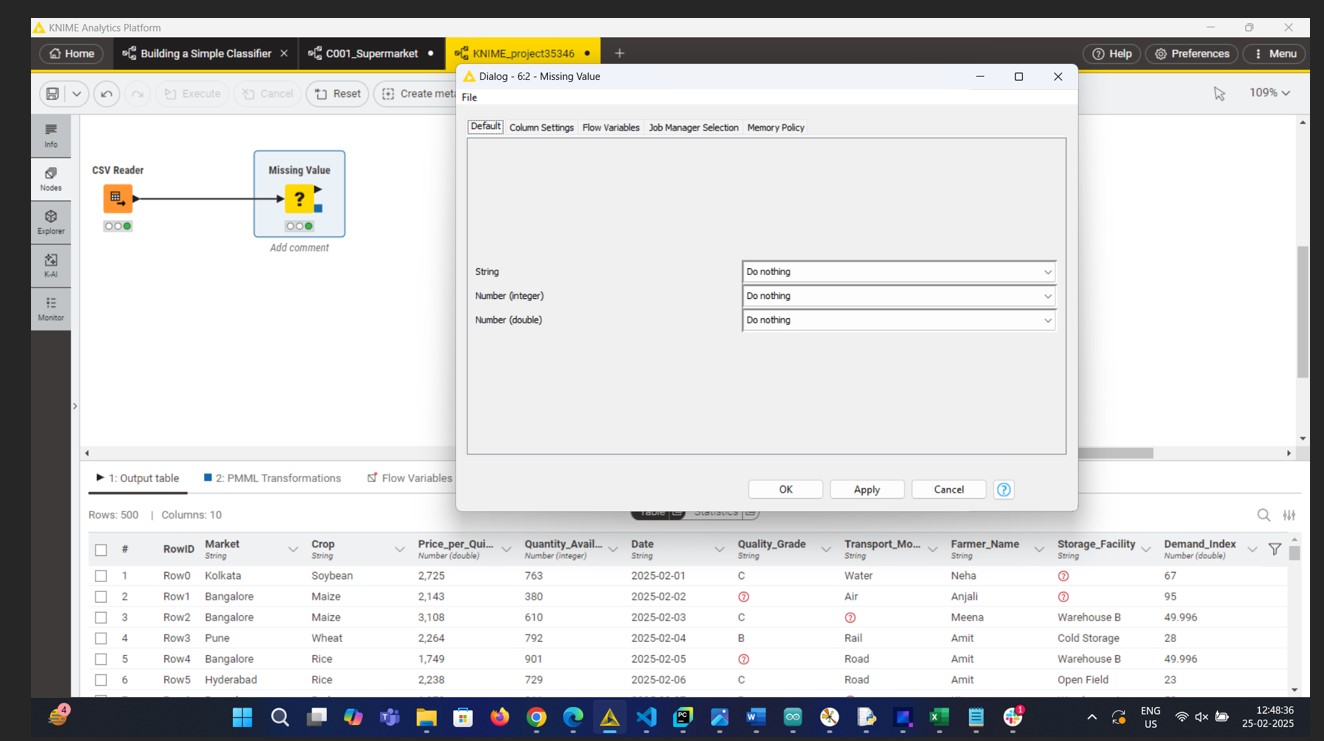 KNIME Analytics Platform
Home Building a Simple Classifier C001_Supermarket KNIME_project35346 Help Preferences Menu
Dialog - 6:2 - Missing Value
Execute Cancel Reset Create 109%
File
Default Column Settings Flow Variables Job Manager Selection Memory Policy
Info
Nodes
Explorer
K-AI
Monitor
CSV Reader Missing Value
?
Add comment
String Do nothing
Number (integer) Do nothing
Number (double) Do nothing
OK Apply Cancel ?
1: Output table 2: PMML Transformations Flow Variables
Rows: 500 | Columns: 10
# RowID Market String Crop String Price_per_Qui... Number (double) Quantity_Avail... Number (integer) Date String Quality_Grade String Transport_Mo... String Farmer_Name String Storage_Facility String Demand_Index Number (double)
1 Row0 Kolkata Soybean 2,725 763 2025-02-01 C Water Neha ? 67
2 Row1 Bangalore Maize 2,143 380 2025-02-02 ? Air Anjali ? 95
3 Row2 Bangalore Maize 3,108 610 2025-02-03 C ? Meena Warehouse B 49.996
4 Row3 Pune Wheat 2,264 792 2025-02-04 B Rail Amit Cold Storage 28
5 Row4 Bangalore Rice 1,749 901 2025-02-05 ? Road Amit Warehouse B 49.996
6 Row5 Hyderabad Rice 2,238 729 2025-02-06 C Road Amit Open Field 23
4 1 ENG US 12:48:36 25-02-2025